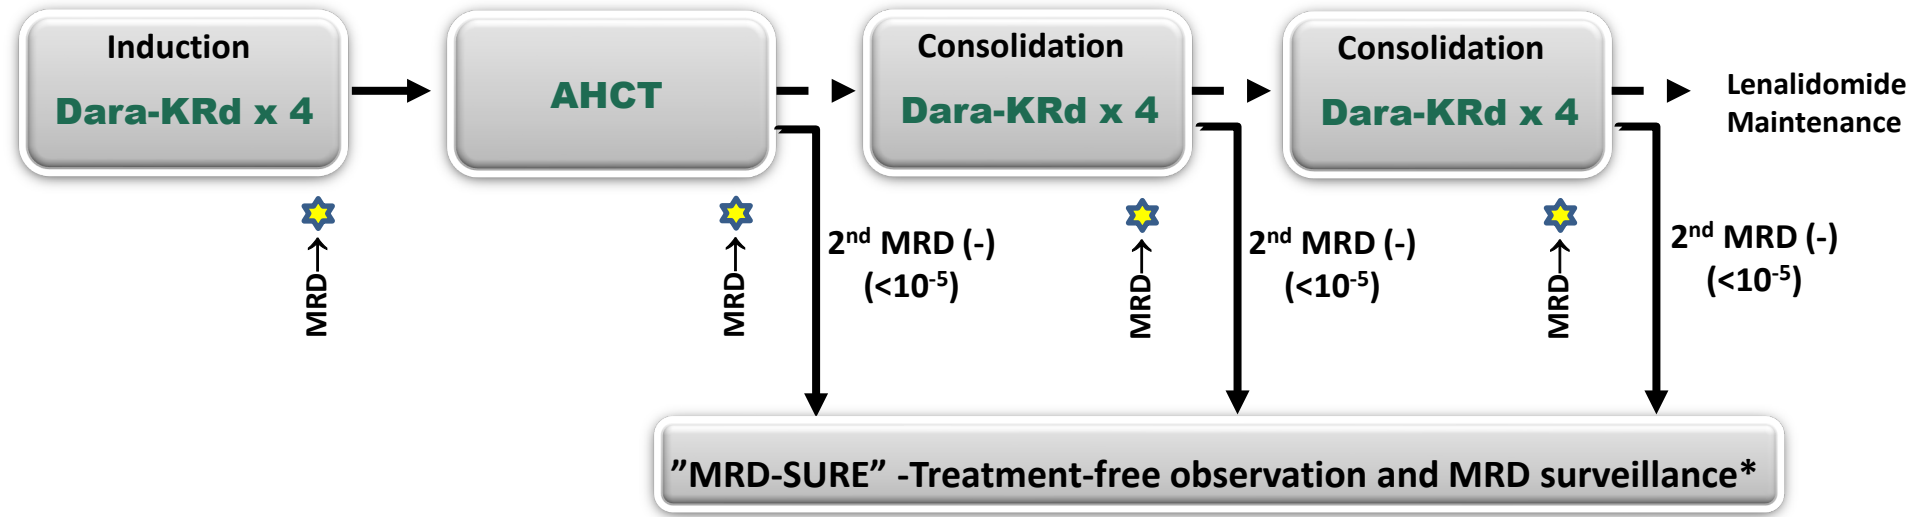 Induction
Dara-KRd x 4
AHCT
Consolidation
Dara-KRd x 4
Consolidation
Dara-KRd x 4
Lenalidomide
Maintenance
MRD→
MRD→
2nd MRD (-)
(<10-5)
MRD→
2nd MRD (-)
(<10-5)
MRD→
2nd MRD (-)
(<10-5)
”MRD-SURE” -Treatment-free observation and MRD surveillance*